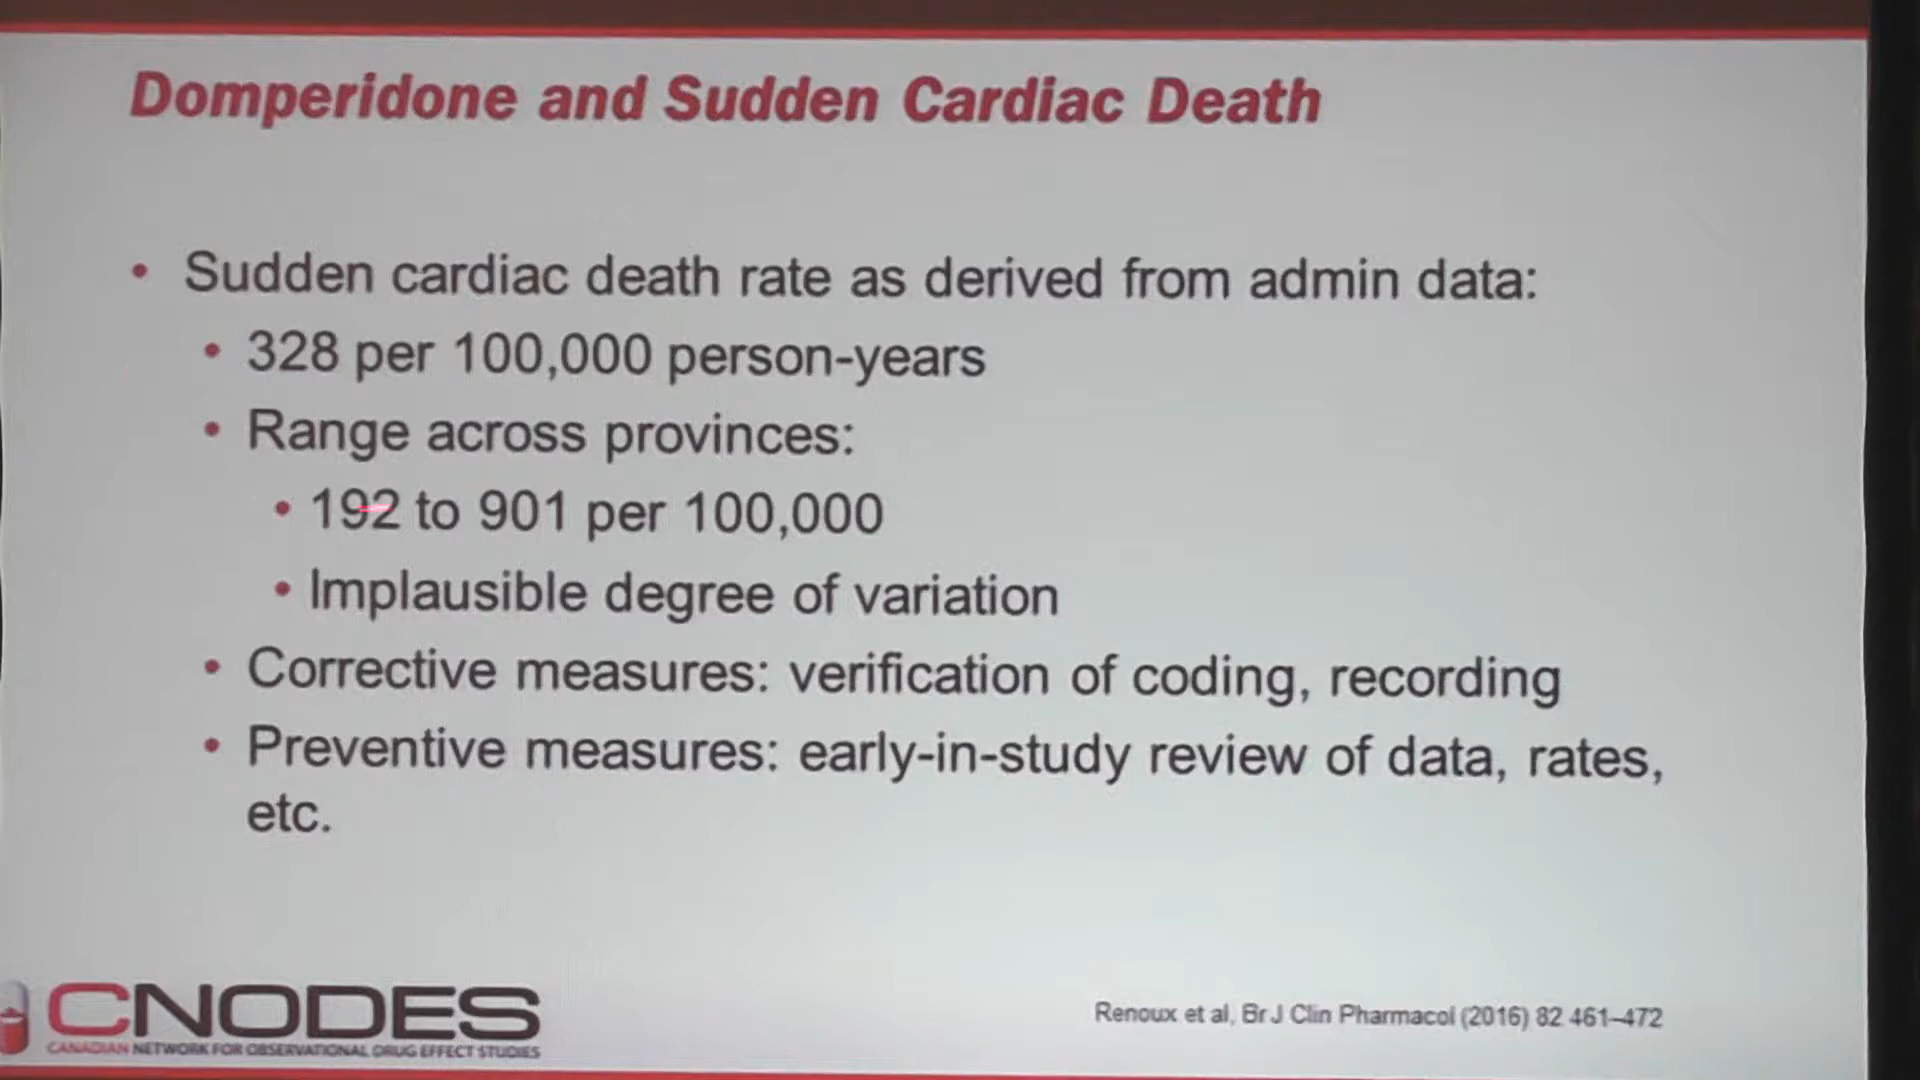 Domperidone and Sudden Cardiac Death
• Sudden cardiac death rate as derived from admin data:
• 328 per 100,000 person-years
• Range across provinces:
• 192 to 901 per 100,000
• Implausible degree of variation
• Corrective measures: verification of coding, recording
• Preventive measures: early-in-study review of data, rates,
etc.
CNODES
CANADIAN NETWORK FOR OBSERVATIONAL DRUG EFFECT STUDIES
Renoux et al, Br J Clin Pharmacol (2016) 82 461–472